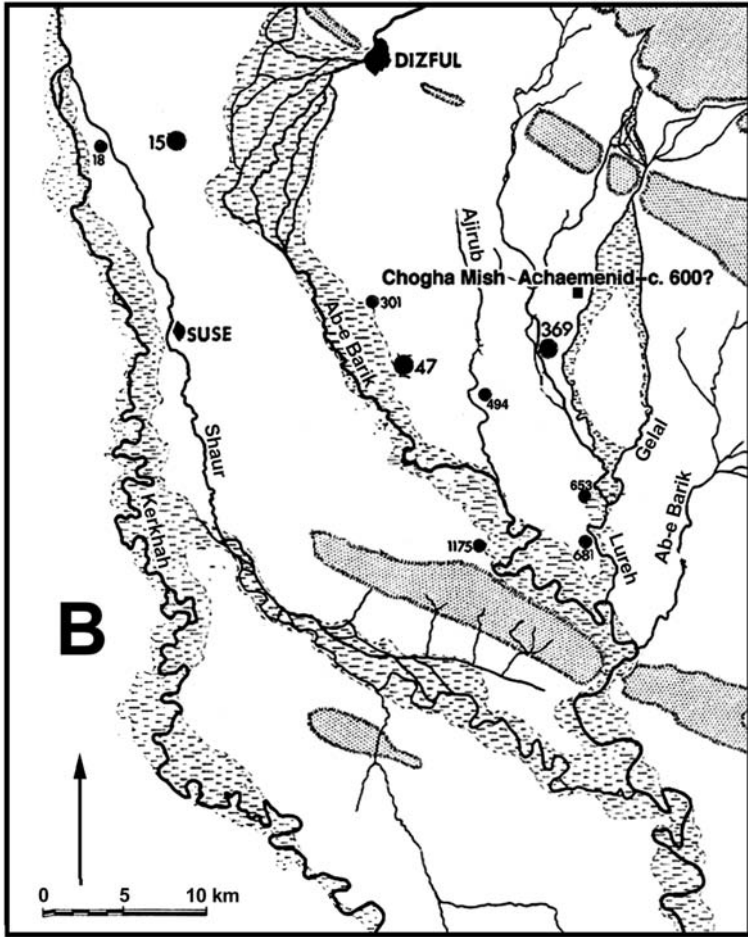 DIZFUL
15
18
Ajirub
Chogha Mish Achaemenid-c. 600?
301
Ab-e Barik
369
SUSE
47
494
Gelal
Shaur
653
Ab-e Barik
Kerkhah
1175
681
Lureh
B
0 5 10 km